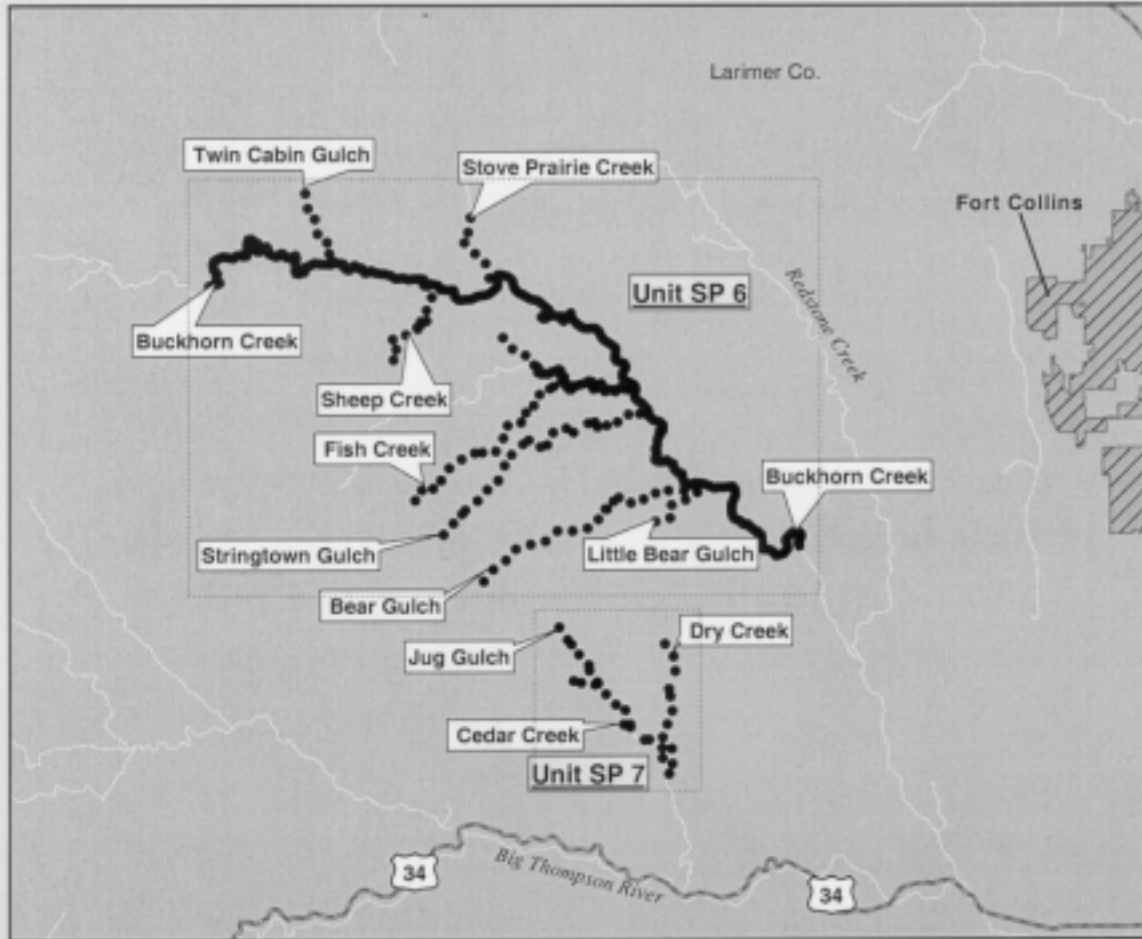 Larimer Co.
Twin Cabin Gulch
Stove Prairie Creek
Fort Collins
Unit SP 6
Redstone Creek
Buckhorn Creek
Sheep Creek
Fish Creek
Buckhorn Creek
Stringtown Gulch
Little Bear Gulch
Bear Gulch
Dry Creek
Jug Gulch
Cedar Creek
Unit SP 7
34
Big Thompson River
34